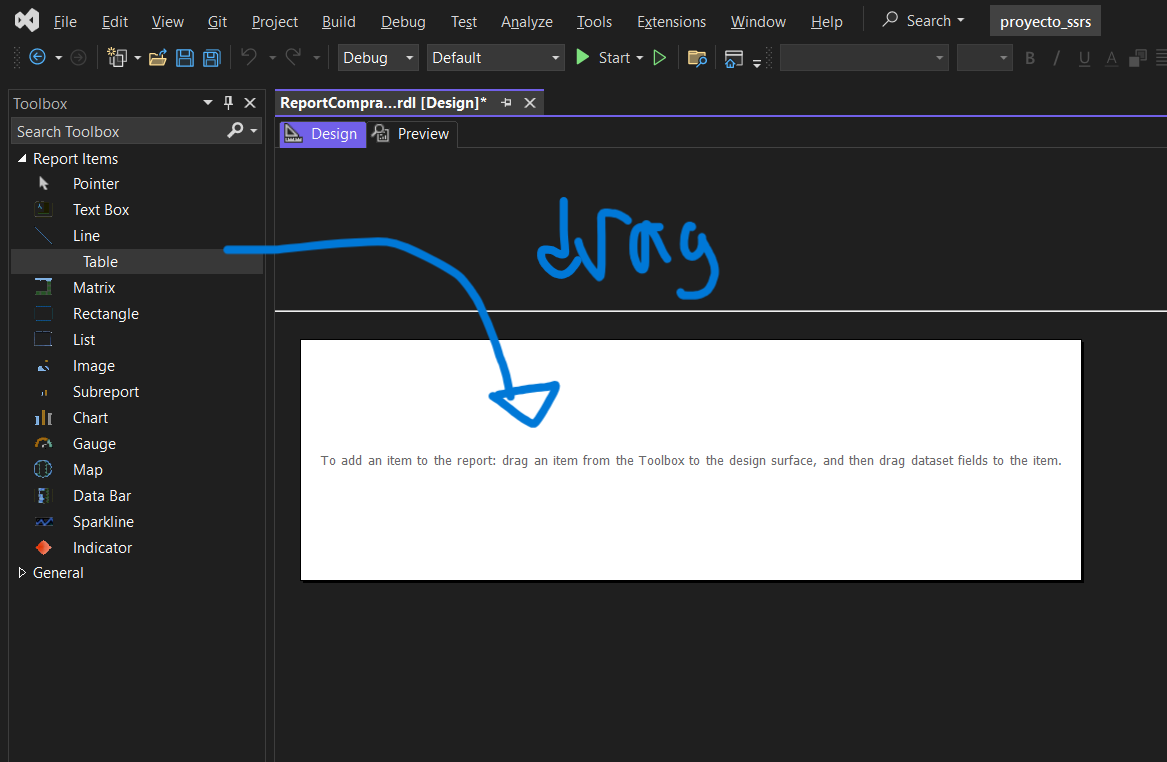 File Edit View Git Project Build Debug Test Analyze Tools Extensions Window Help Search proyecto_ssrs
Debug Default Start B I U A
Toolbox
ReportCompra...rdl [Design]*
Search Toolbox
Design Preview
Report Items
Pointer
Text Box
Line
Table
Matrix
Rectangle
List
Image
Subreport
Chart
Gauge
Map
Data Bar
Sparkline
Indicator
General
drag
To add an item to the report: drag an item from the Toolbox to the design surface, and then drag dataset fields to the item.